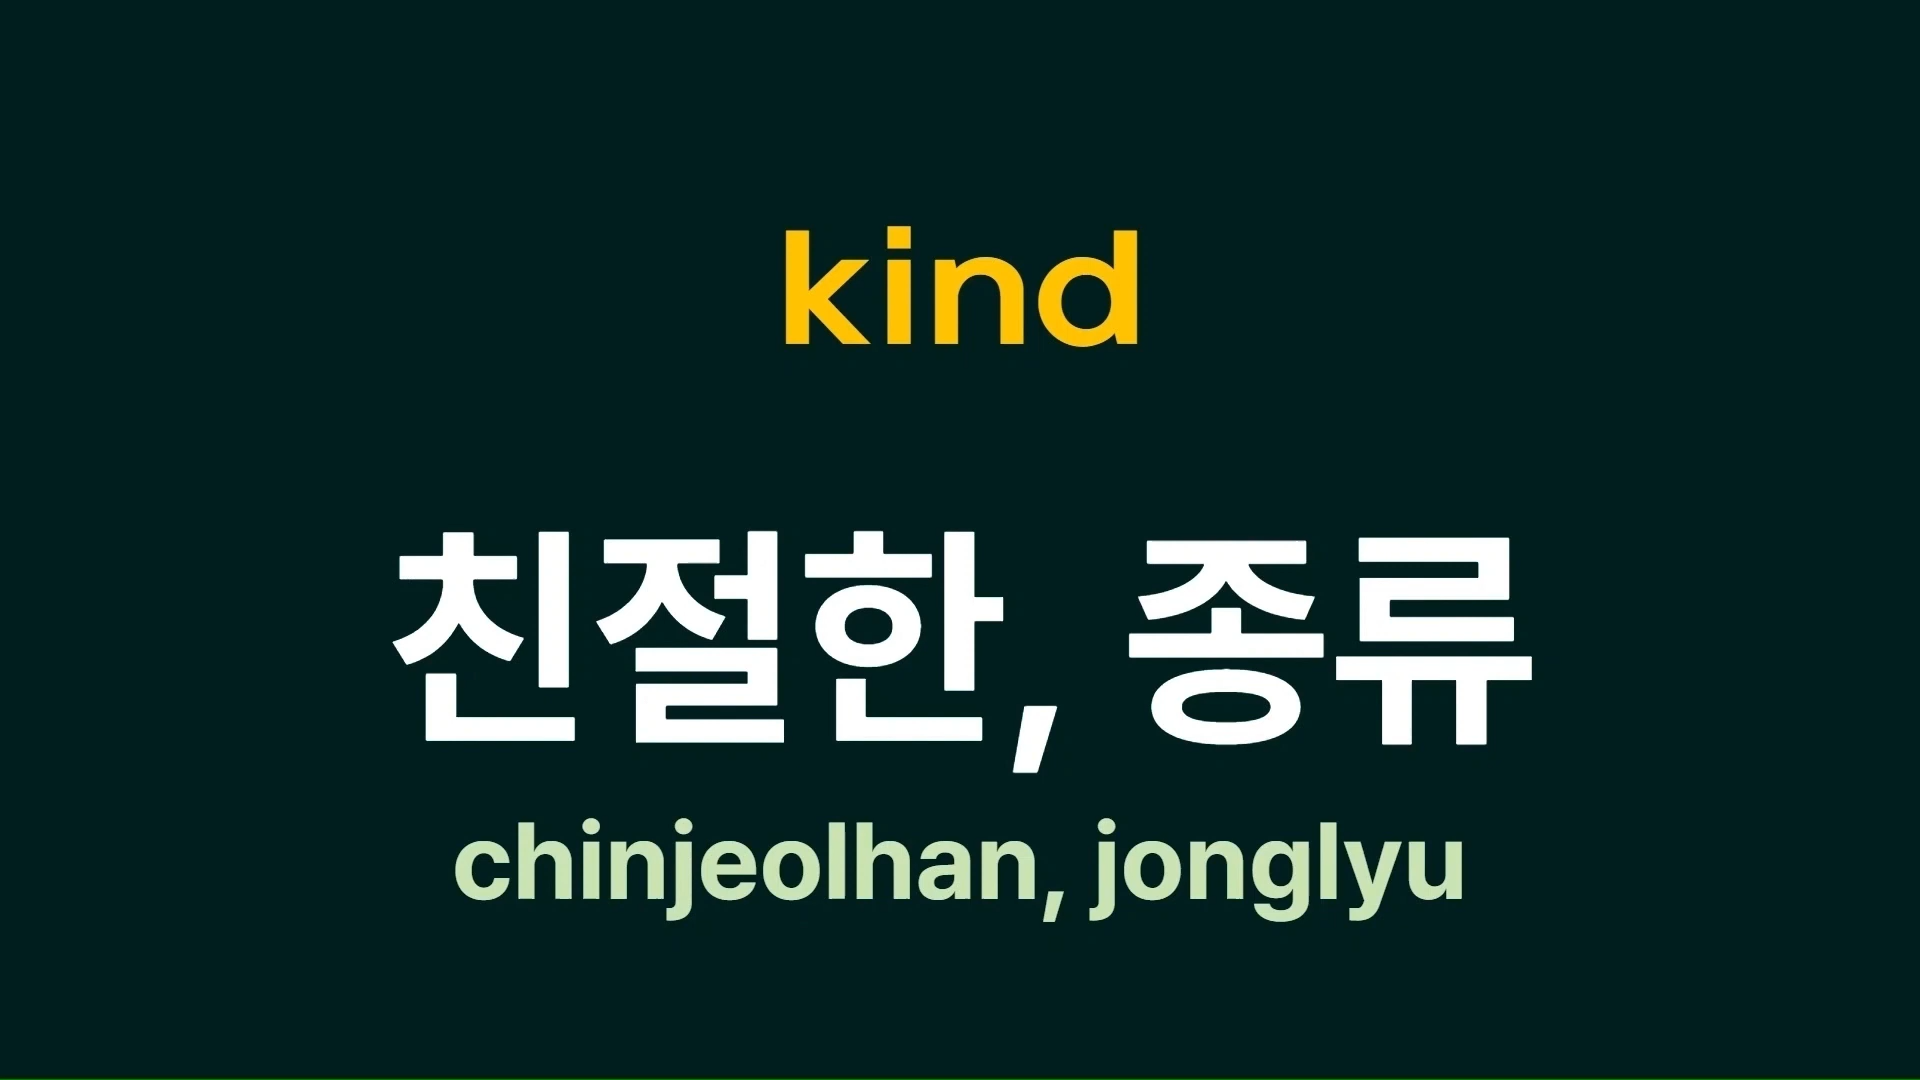 kind
친절한, 종류
chinjeolhan, jonglyu